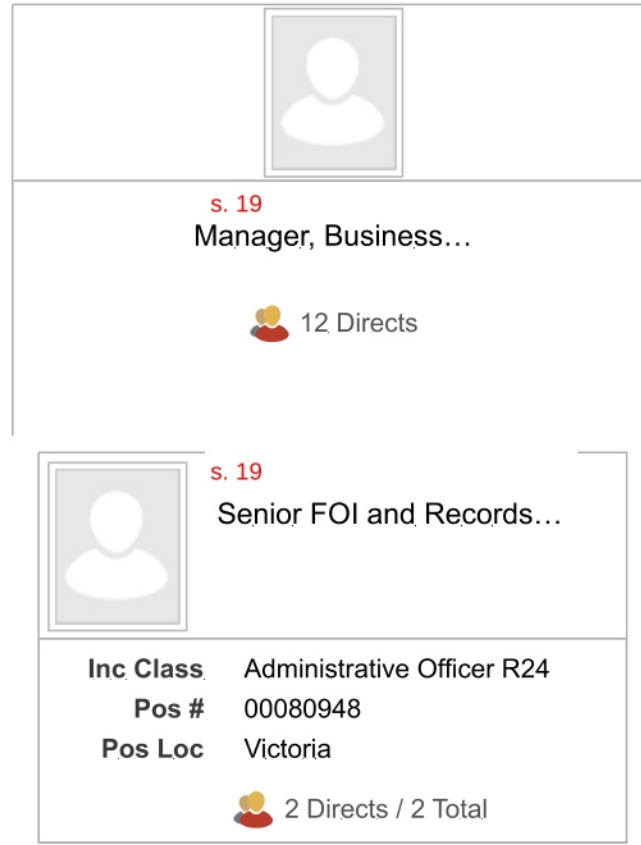 s. 19
Manager, Business…
12 Directs
s. 19
Senior FOI and Records…
Inc Class Administrative Officer R24
Pos # 00080948
Pos Loc Victoria
2 Directs / 2 Total